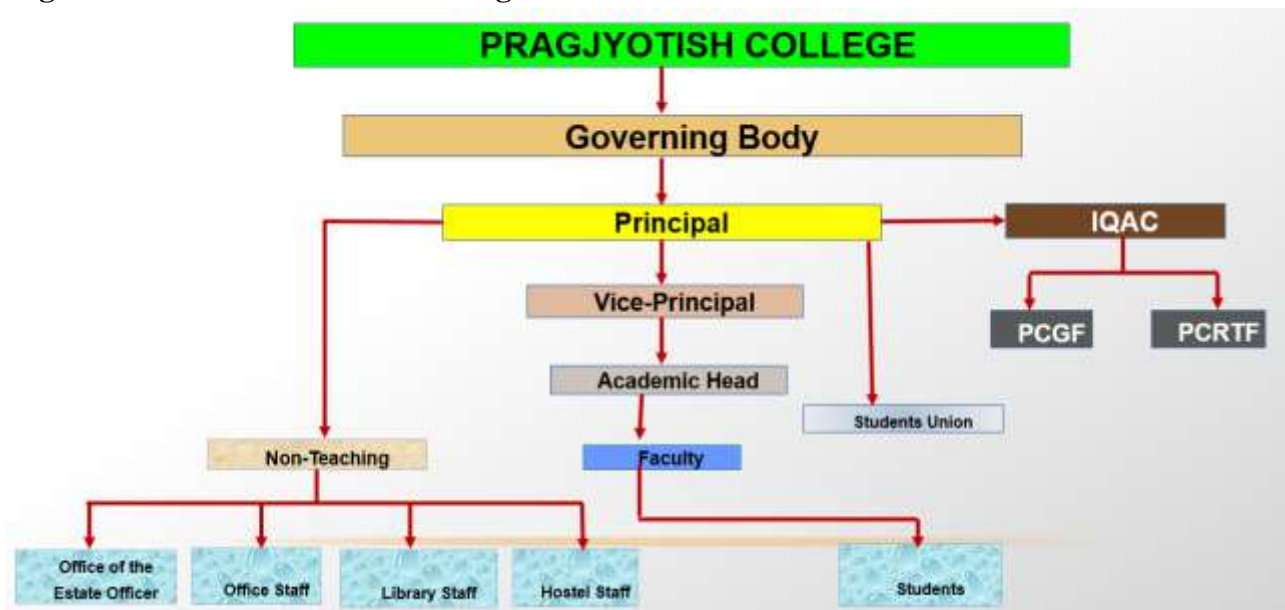 PRAGJYOTISH COLLEGE
Governing Body
Principal
IQAC
Vice-Principal
PCGF
PCRTF
Academic Head
Students Union
Non-Teaching
Faculty
Office of the
Estate Officer
Office Staff
Library Staff
Hostel Staff
Students